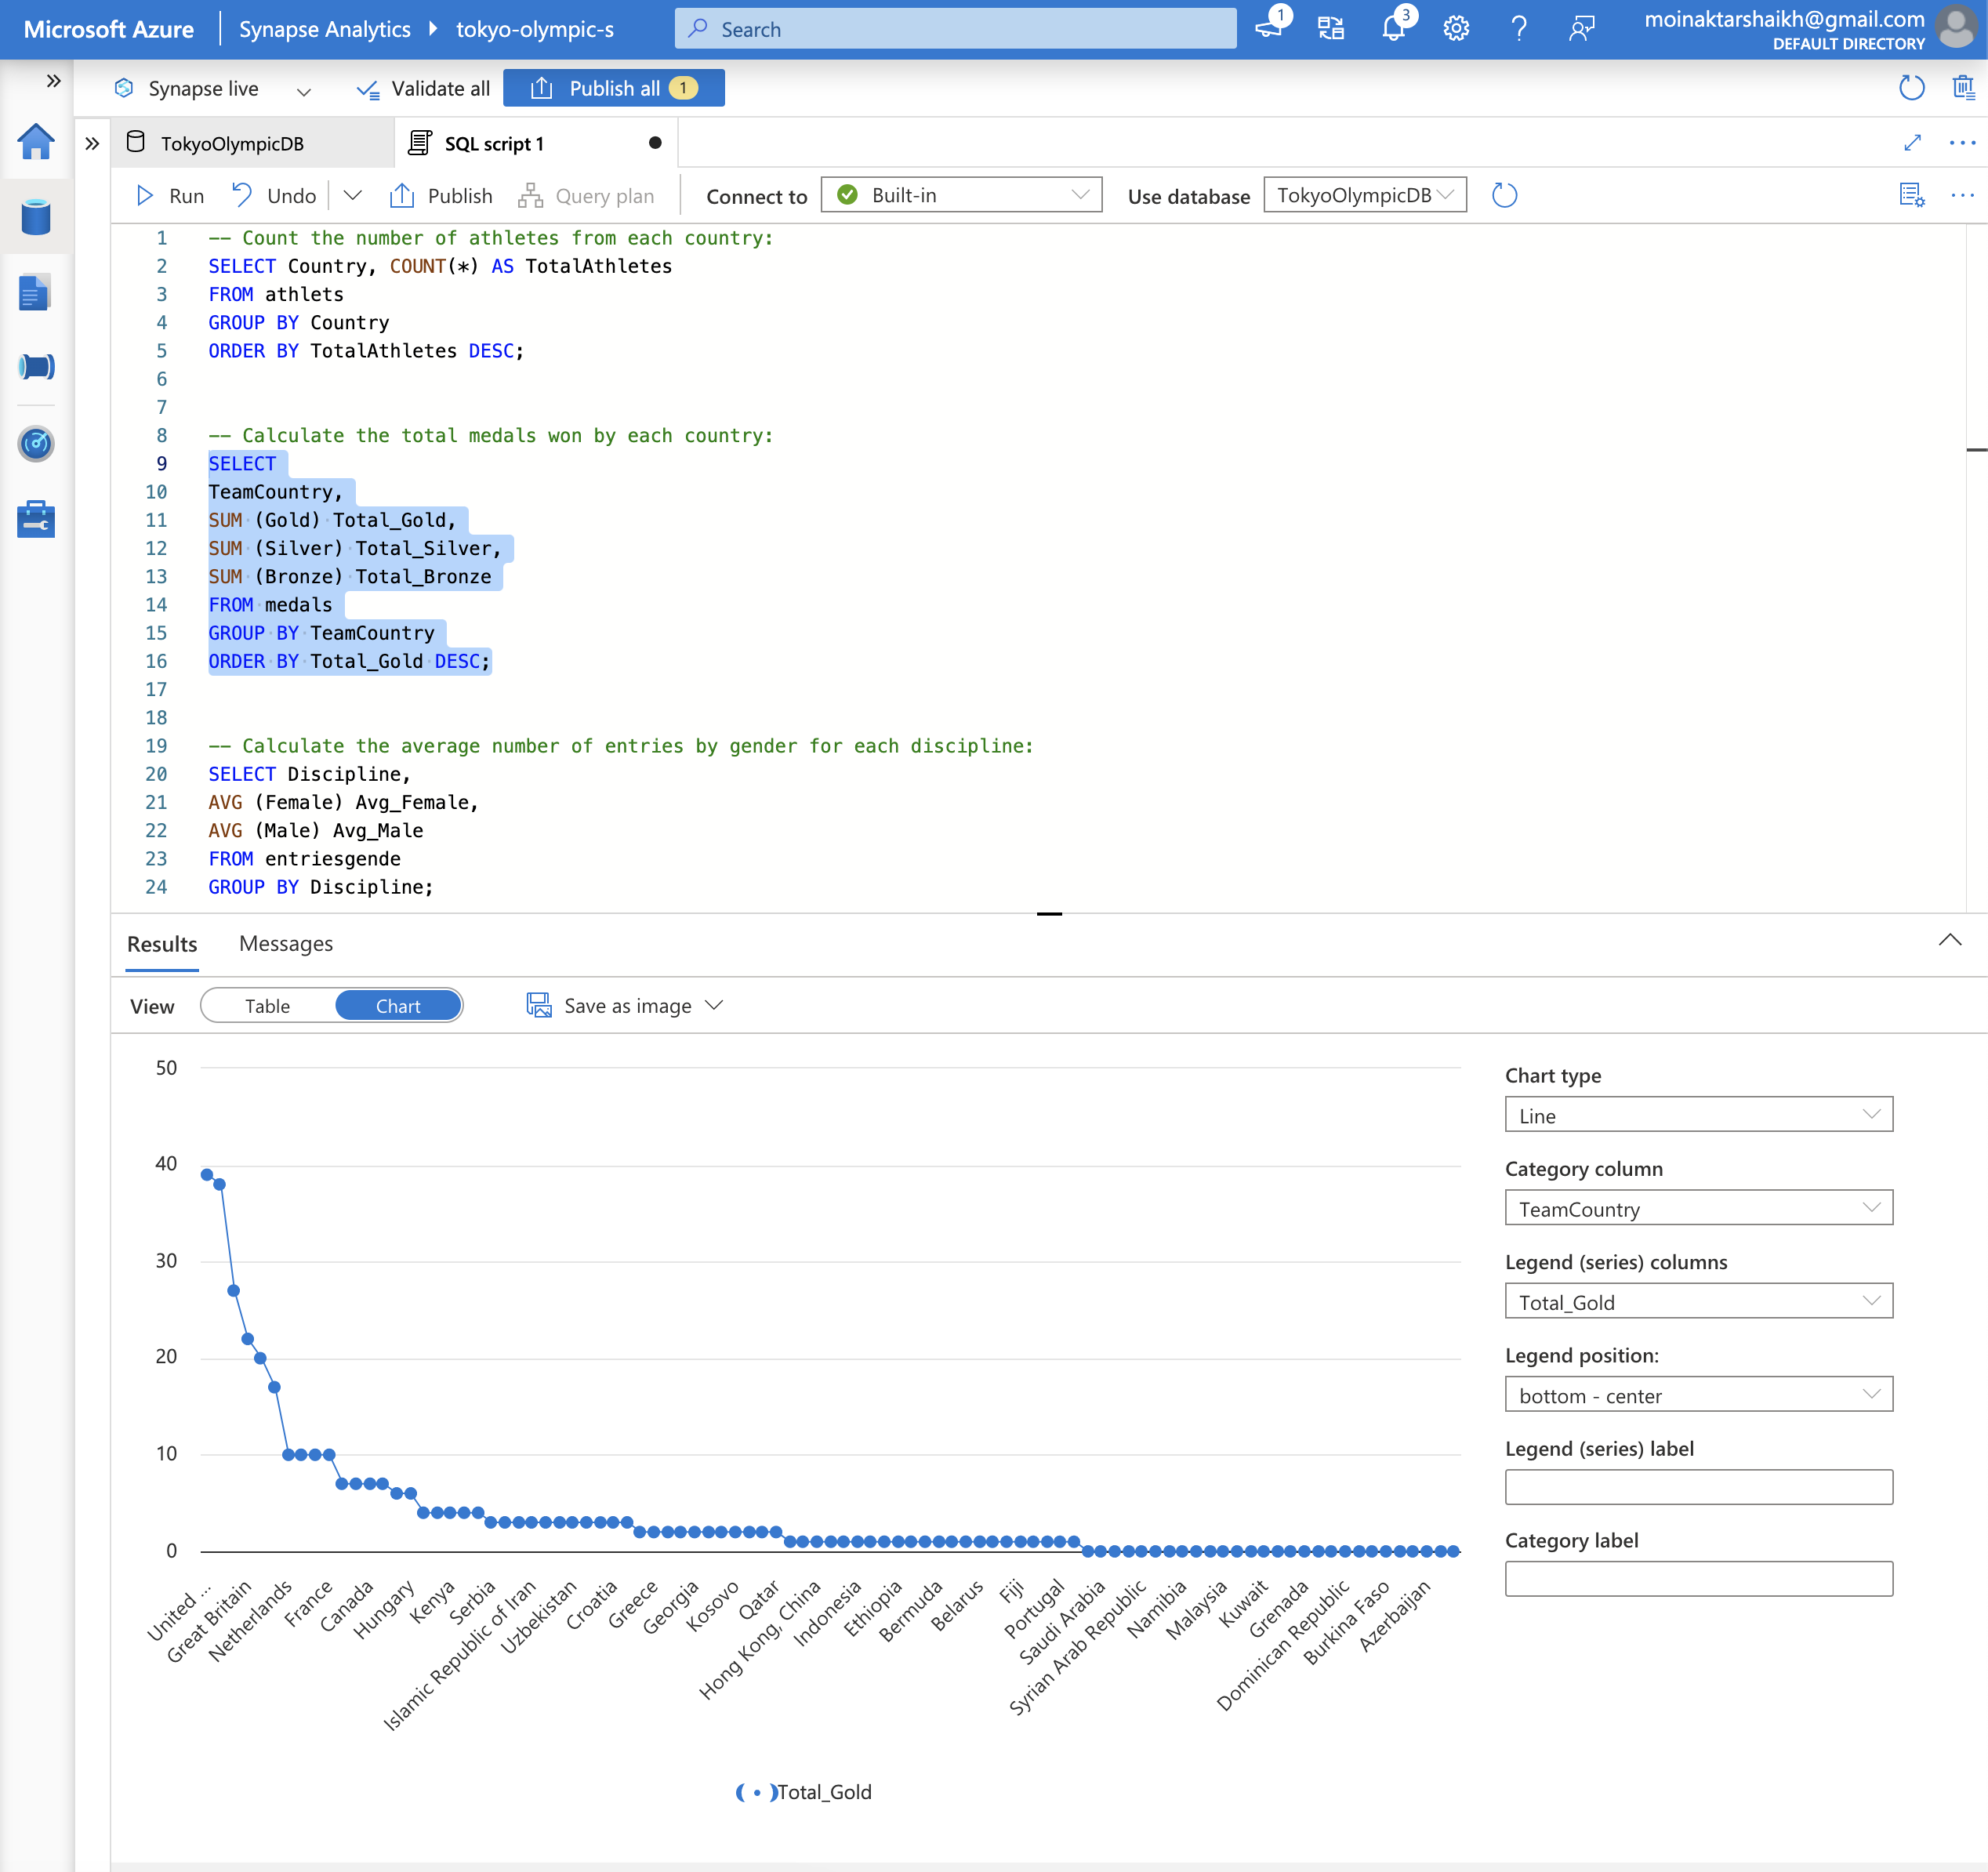 Microsoft Azure
Synapse Analytics
tokyo-olympic-s
Search
1
3
moinaktarshaikh@gmail.com
DEFAULT DIRECTORY
Synapse live
Validate all
Publish all 1
TokyoOlympicDB
SQL script 1
Run
Undo
Publish
Query plan
Connect to
Built-in
Use database
TokyoOlympicDB
1 -- Count the number of athletes from each country:
2 SELECT Country, COUNT(*) AS TotalAthletes
3 FROM athlets
4 GROUP BY Country
5 ORDER BY TotalAthletes DESC;
6
7
8 -- Calculate the total medals won by each country:
9 SELECT
10 TeamCountry,
11 SUM (Gold) Total_Gold,
12 SUM (Silver) Total_Silver,
13 SUM (Bronze) Total_Bronze
14 FROM medals
15 GROUP BY TeamCountry
16 ORDER BY Total_Gold DESC;
17
18
19 -- Calculate the average number of entries by gender for each discipline:
20 SELECT Discipline,
21 AVG (Female) Avg_Female,
22 AVG (Male) Avg_Male
23 FROM entriesgende
24 GROUP BY Discipline;
Results
Messages
View
Table
Chart
Save as image
50
40
30
20
10
0
United ...
Great Britain
Netherlands
France
Canada
Hungary
Kenya
Serbia
Islamic Republic of Iran
Uzbekistan
Croatia
Greece
Georgia
Kosovo
Qatar
Hong Kong, China
Indonesia
Ethiopia
Bermuda
Belarus
Fiji
Portugal
Saudi Arabia
Syrian Arab Republic
Namibia
Malaysia
Kuwait
Grenada
Dominican Republic
Burkina Faso
Azerbaijan
Total_Gold
Chart type
Line
Category column
TeamCountry
Legend (series) columns
Total_Gold
Legend position:
bottom - center
Legend (series) label
Category label